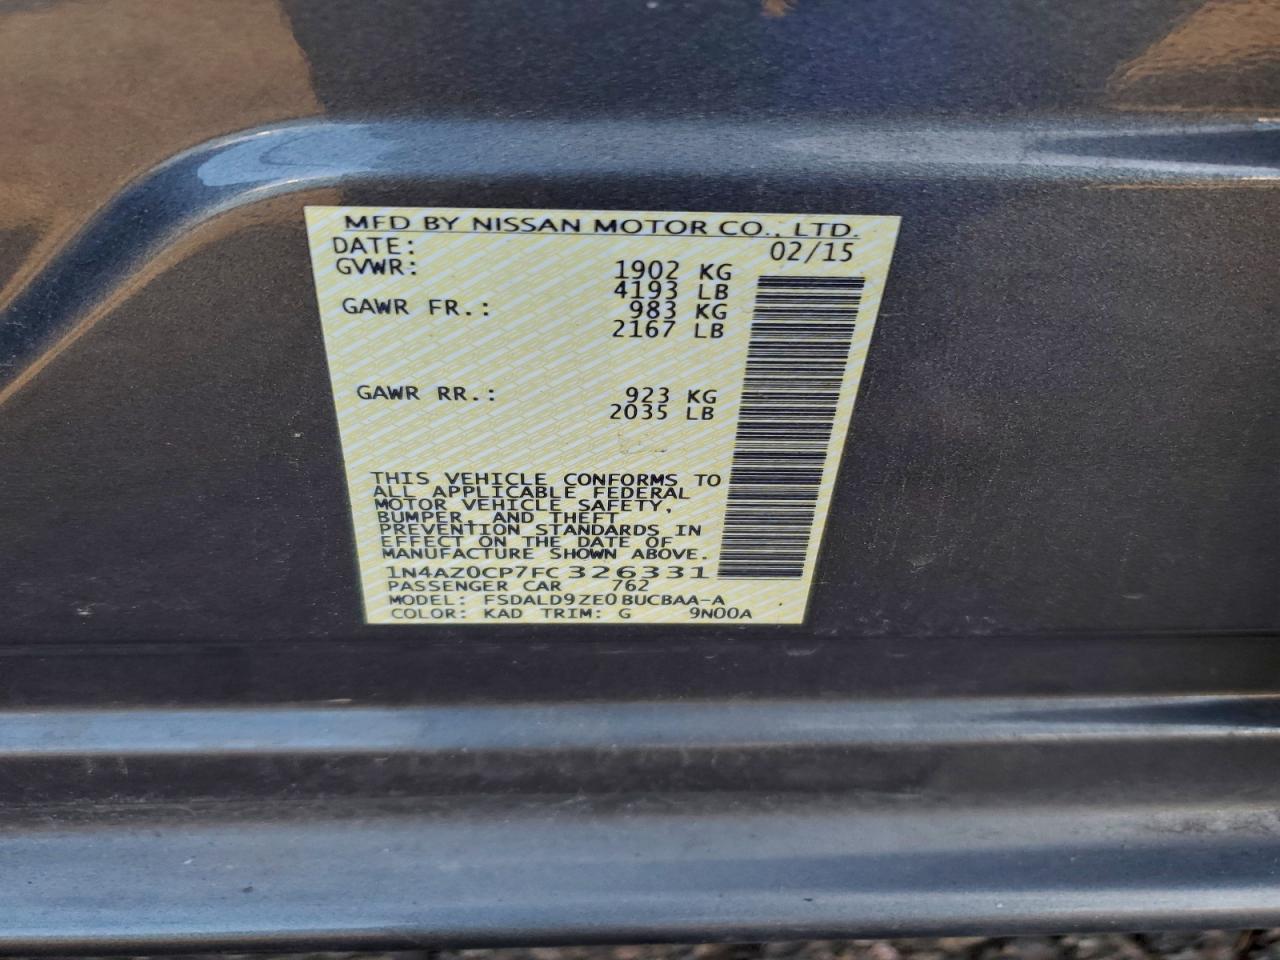 MFD BY NISSAN MOTOR CO., LTD.
DATE: 02/15
GVWR: 1902 KG
4193 LB
GAWR FR.: 983 KG
2167 LB
GAWR RR.: 923 KG
2035 LB
THIS VEHICLE CONFORMS TO
ALL APPLICABLE FEDERAL
MOTOR VEHICLE SAFETY,
BUMPER, AND THEFT
PREVENTION STANDARDS IN
EFFECT ON THE DATE OF
MANUFACTURE SHOWN ABOVE.
1N4AZ0CP7FC326331
PASSENGER CAR 762
MODEL: FSDALD9ZE0BUCBAA-A
COLOR: KAD TRIM: G 9N00A